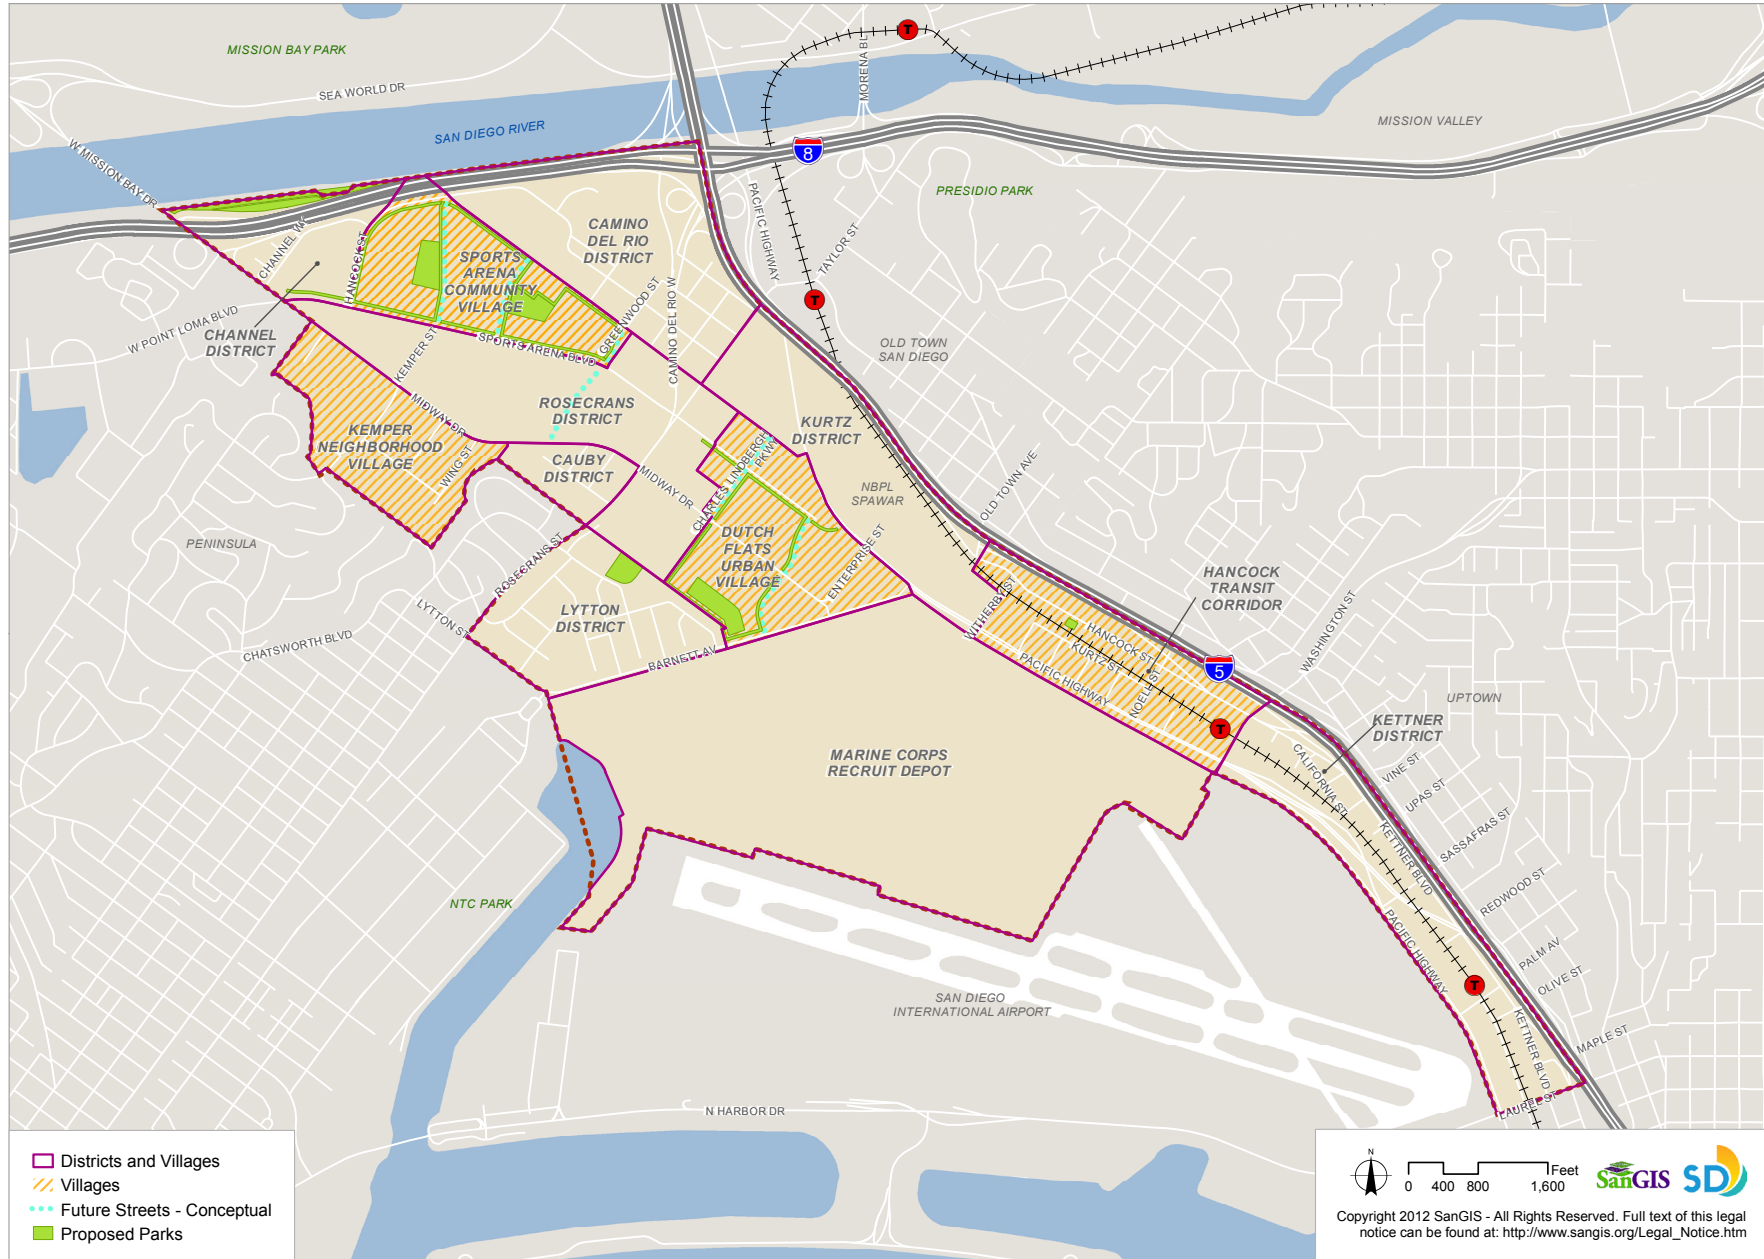 MISSION BAY PARK
SEA WORLD DR
SAN DIEGO RIVER
W MISSION BAY DR
MORENA BL
T
8
MISSION VALLEY
PRESIDIO PARK
PACIFIC HIGHWAY
TAYLOR ST
T
OLD TOWN
SAN DIEGO
CHANNEL WY
HANCOCK ST
CAMINO
DEL RIO
DISTRICT
SPORTS
ARENA
COMMUNITY
VILLAGE
GREENWOOD ST
CAMINO DEL RIO W
W POINT LOMA BLVD
CHANNEL
DISTRICT
KEMPER ST
SPORTS ARENA BLVD
MIDWAY DR
ROSECRANS
DISTRICT
KURTZ
DISTRICT
KEMPER
NEIGHBORHOOD
VILLAGE
WING ST
CAUBY
DISTRICT
MIDWAY DR
CHARLES LINDBERGH
PKWY
NBPL
SPAWAR
OLD TOWN AVE
PENINSULA
ROSECRANS ST
DUTCH
FLATS
URBAN
VILLAGE
ENTERPRISE ST
LYTTON ST
LYTTON
DISTRICT
CHATSWORTH BLVD
BARNETT AV
WITHERBY ST
HANCOCK
TRANSIT
CORRIDOR
HANCOCK ST
KURTZ ST
PACIFIC HIGHWAY
NOELL ST
5
WASHINGTON ST
UPTOWN
T
KETTNER
DISTRICT
MARINE CORPS
RECRUIT DEPOT
CALIFORNIA ST
VINE ST
UPAS ST
SASSAFRAS ST
KETTNER BLVD
REDWOOD ST
NTC PARK
PACIFIC HIGHWAY
PALM AV
T
OLIVE ST
SAN DIEGO
INTERNATIONAL AIRPORT
KETTNER BLVD
MAPLE ST
LAUREL ST
N HARBOR DR
Districts and Villages
Villages
Future Streets - Conceptual
Proposed Parks
N
Feet
0 400 800 1,600
SanGIS
SD
Copyright 2012 SanGIS - All Rights Reserved. Full text of this legal
notice can be found at: http://www.sangis.org/Legal_Notice.htm